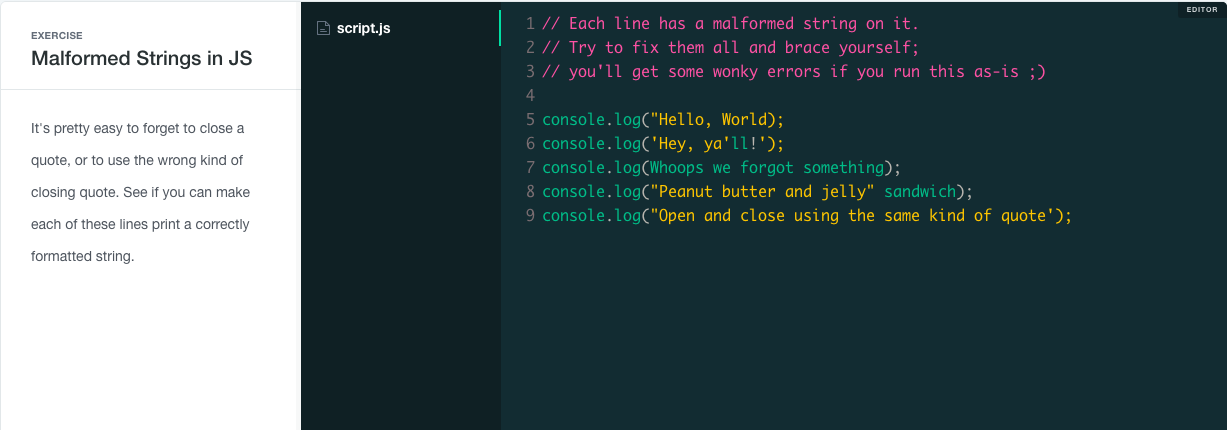 EXERCISE
Malformed Strings in JS
It's pretty easy to forget to close a
quote, or to use the wrong kind of
closing quote. See if you can make
each of these lines print a correctly
formatted string.
script.js
EDITOR
1 // Each line has a malformed string on it.
2 // Try to fix them all and brace yourself;
3 // you'll get some wonky errors if you run this as-is ;)
4
5 console.log("Hello, World);
6 console.log('Hey, ya'll!');
7 console.log(Whoops we forgot something);
8 console.log("Peanut butter and jelly" sandwich);
9 console.log("Open and close using the same kind of quote');